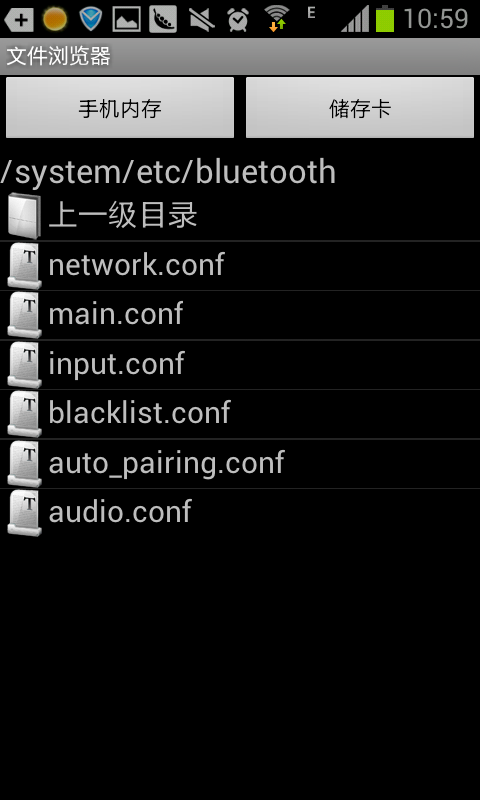 E 10:59
文件浏览器
手机内存 储存卡
/system/etc/bluetooth
上一级目录
T network.conf
T main.conf
T input.conf
T blacklist.conf
T auto_pairing.conf
T audio.conf